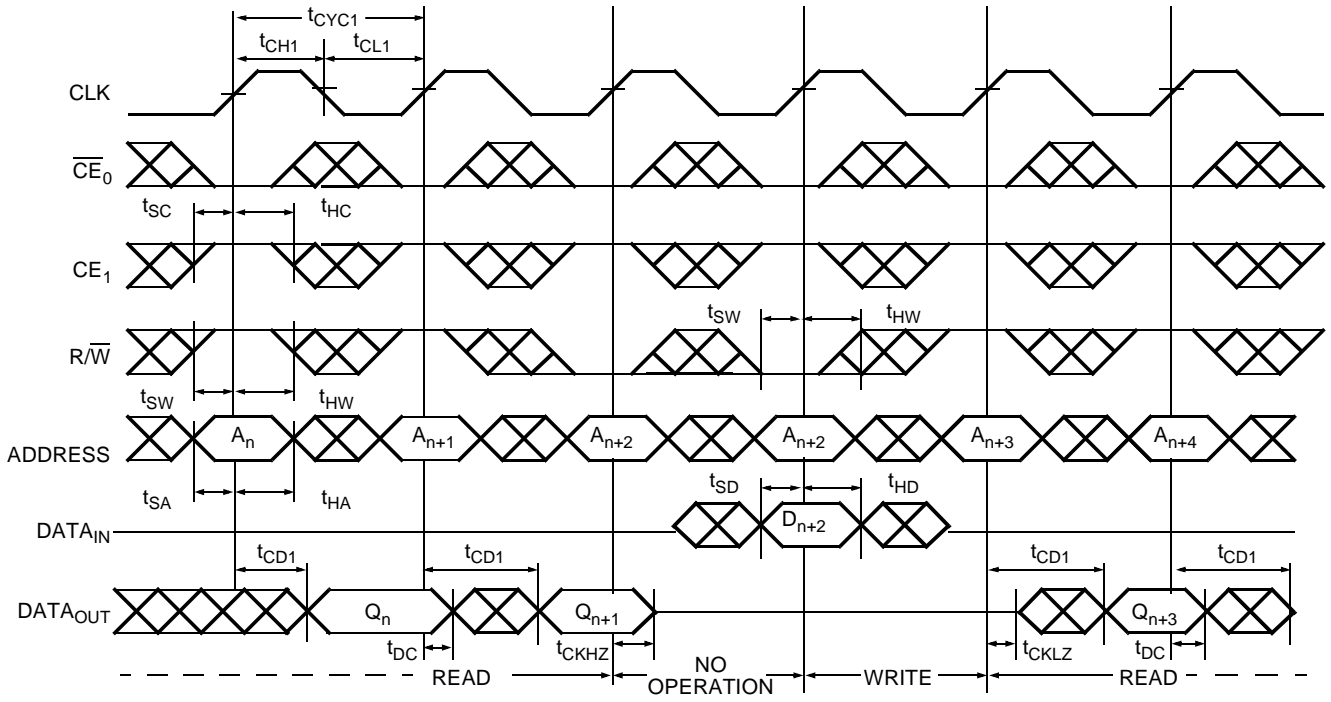 tCYC1
tCH1 tCL1
CLK
CE0
tSC tHC
CE1
tSW tHW
R/W
tSW tHW
ADDRESS An An+1 An+2 An+2 An+3 An+4
tSA tHA tSD tHD
DATAIN Dn+2
tCD1 tCD1 tCD1 tCD1
DATAOUT Qn Qn+1 Qn+3
tDC tCKHZ tCKLZ tDC
READ NO OPERATION WRITE READ